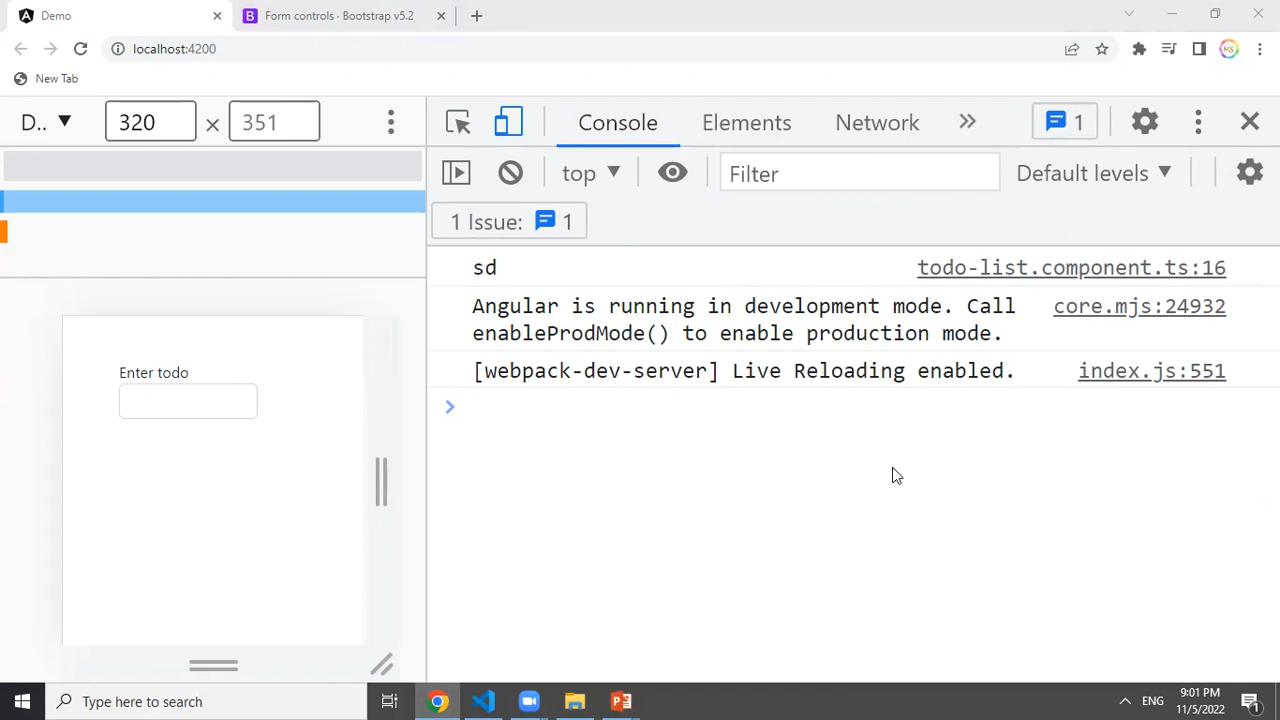 Demo
Form controls · Bootstrap v5.2
localhost:4200
New Tab
D.. 320 × 351
Console Elements Network » 1
top Filter Default levels
1 Issue: 1
sd todo-list.component.ts:16
Angular is running in development mode. Call core.mjs:24932
enableProdMode() to enable production mode.
[webpack-dev-server] Live Reloading enabled. index.js:551
Enter todo
Type here to search
ENG
9:01 PM
11/5/2022
1